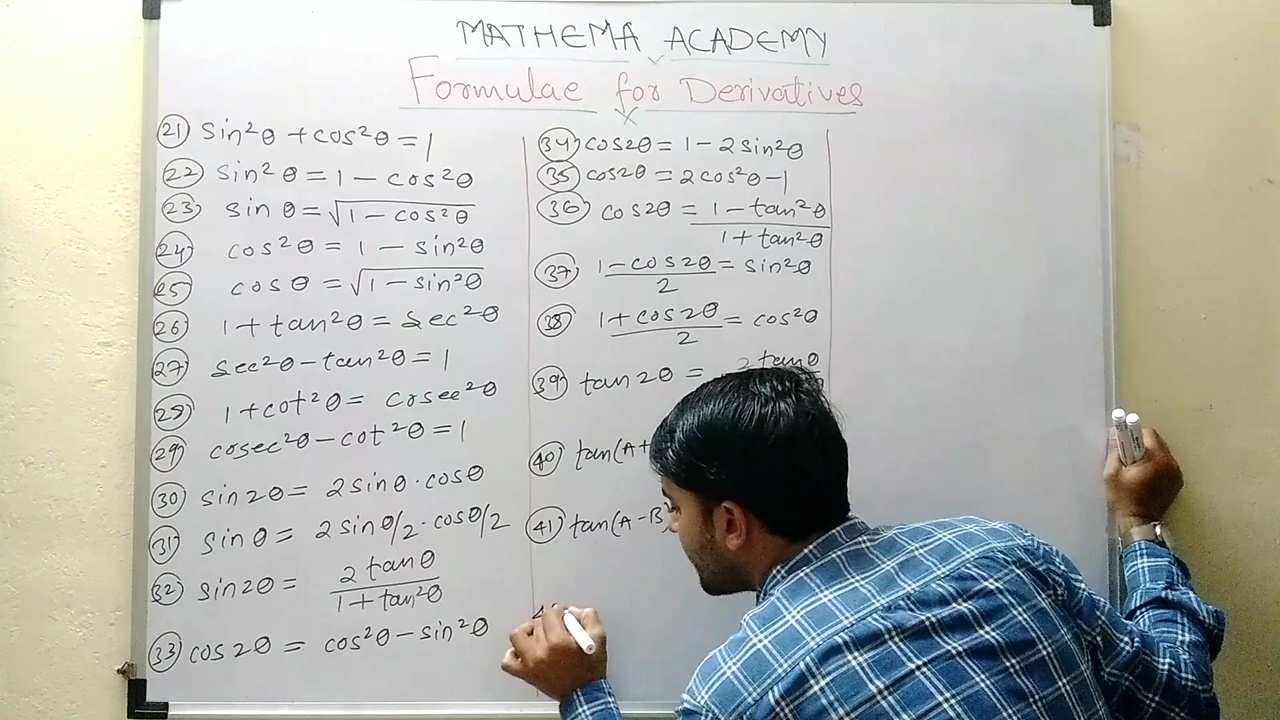 MATHEMA ACADEMY
Formulae for Derivatives
21) sin²θ + cos²θ = 1
22) sin²θ = 1 - cos²θ
23) sin θ = √(1 - cos²θ)
24) cos²θ = 1 - sin²θ
25) cos θ = √(1 - sin²θ)
26) 1 + tan²θ = sec²θ
27) sec²θ - tan²θ = 1
28) 1 + cot²θ = cosec²θ
29) cosec²θ - cot²θ = 1
30) sin2θ = 2sinθ · cosθ
31) sinθ = 2 sinθ/2 · cosθ/2
32) sin2θ = 2 tanθ / 1 + tan²θ
33) cos2θ = cos²θ - sin²θ
34) cos2θ = 1 - 2 sin²θ
35) cos2θ = 2cos²θ - 1
36) cos2θ = 1 - tan²θ / 1 + tan²θ
37) 1 - cos2θ / 2 = sin²θ
38) 1 + cos2θ / 2 = cos²θ
39) tan2θ = 2 tanθ
40) tan(A+
41) tan(A-B)